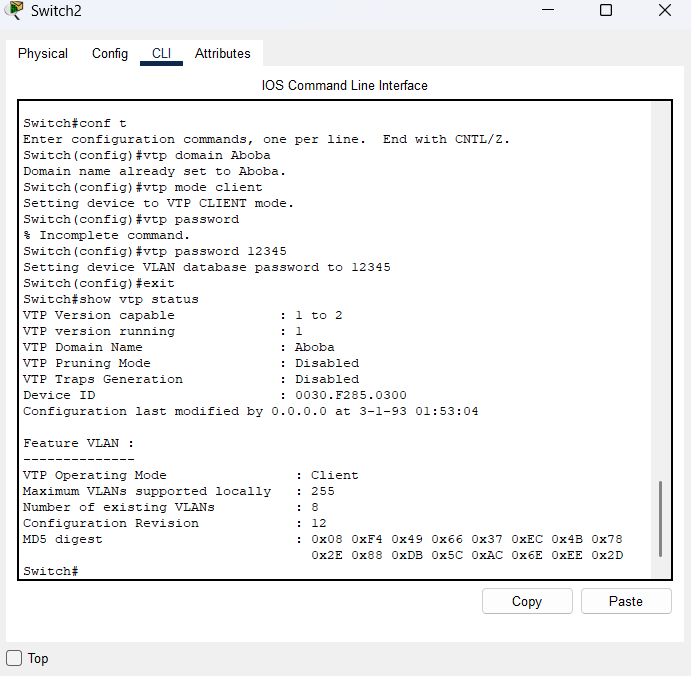 Switch2
Physical Config CLI Attributes
IOS Command Line Interface
Switch#conf t
Enter configuration commands, one per line.  End with CNTL/Z.
Switch(config)#vtp domain Aboba
Domain name already set to Aboba.
Switch(config)#vtp mode client
Setting device to VTP CLIENT mode.
Switch(config)#vtp password
% Incomplete command.
Switch(config)#vtp password 12345
Setting device VLAN database password to 12345
Switch(config)#exit
Switch#show vtp status
VTP Version capable             : 1 to 2
VTP version running             : 1
VTP Domain Name                 : Aboba
VTP Pruning Mode                : Disabled
VTP Traps Generation            : Disabled
Device ID                       : 0030.F285.0300
Configuration last modified by 0.0.0.0 at 3-1-93 01:53:04
Feature VLAN :
--------------
VTP Operating Mode                : Client
Maximum VLANs supported locally   : 255
Number of existing VLANs          : 8
Configuration Revision            : 12
MD5 digest                        : 0x08 0xF4 0x49 0x66 0x37 0xEC 0x4B 0x78
0x2E 0x88 0xDB 0x5C 0xAC 0x6E 0xEE 0x2D
Switch#
Copy Paste
Top